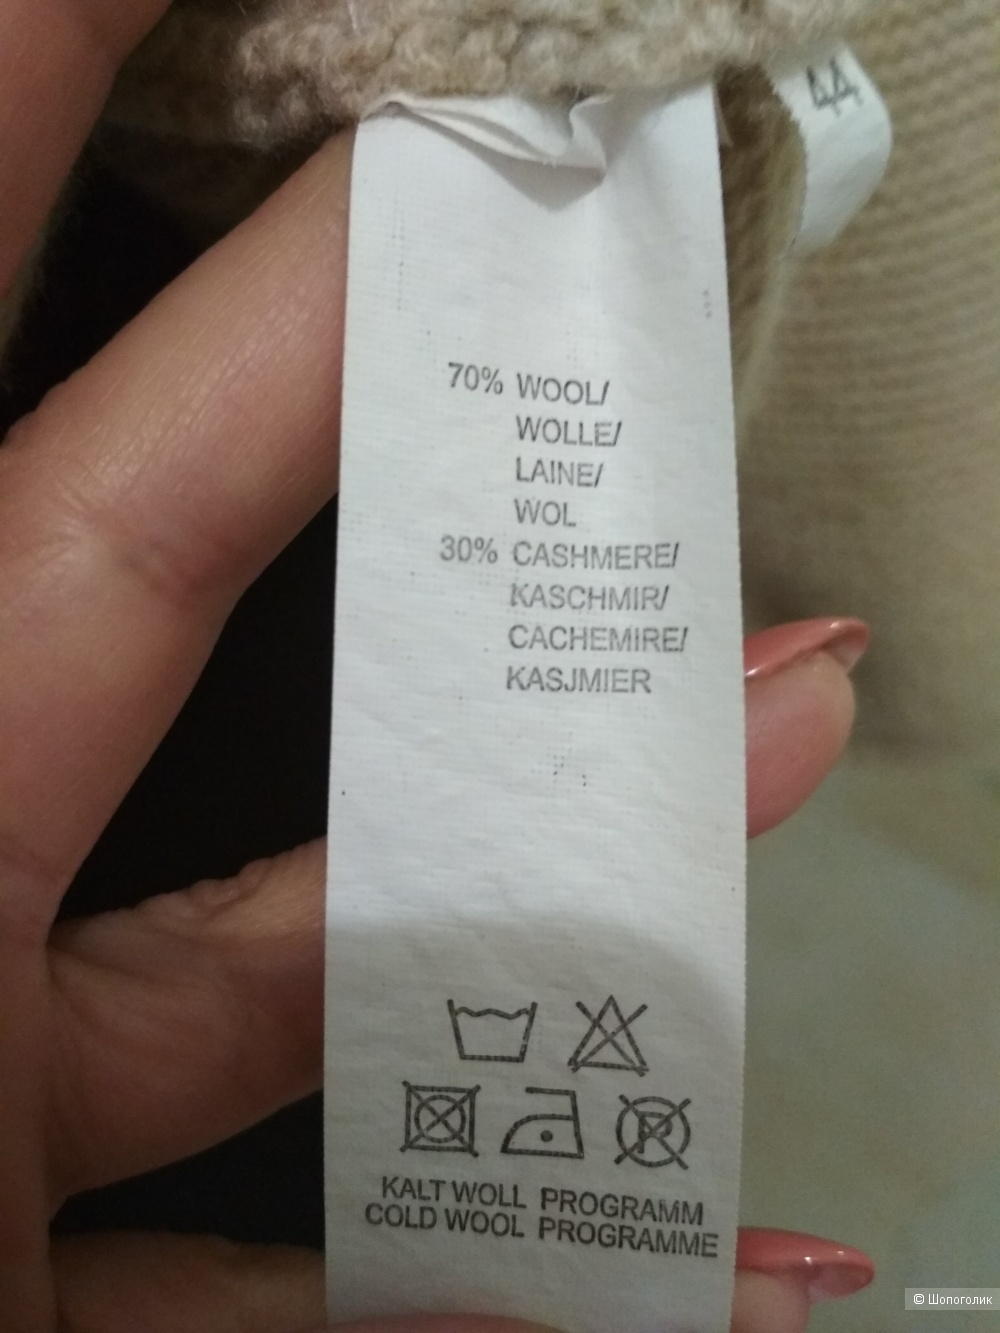 44
70% WOOL/
WOLLE/
LAINE/
WOL
30% CASHMERE/
KASCHMIR/
CACHEMIRE/
KASJMIER
P
KALT WOLL PROGRAMM
COLD WOOL PROGRAMME
© Шопоголик